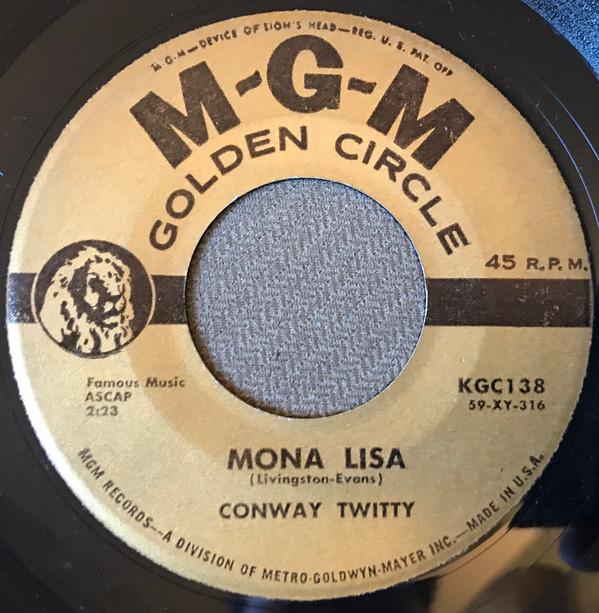 M-G-M—DEVICE OF LION'S HEAD—REG. U. S. PAT. OFF
M-G-M
GOLDEN CIRCLE
45 R.P.M.
Famous Music
ASCAP
2:23
KGC138
59-XY-316
MONA LISA
(Livingston-Evans)
CONWAY TWITTY
MGM RECORDS—A DIVISION OF METRO-GOLDWYN-MAYER INC.—MADE IN U.S.A.